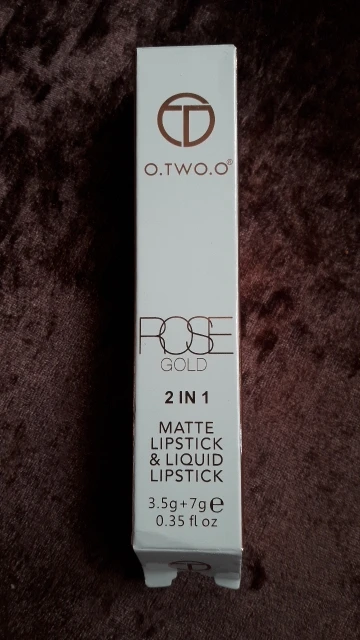 O.TWO.O®
ROSE
GOLD
2 IN 1
MATTE
LIPSTICK
& LIQUID
LIPSTICK
3.5g+7g℮
0.35 fl oz